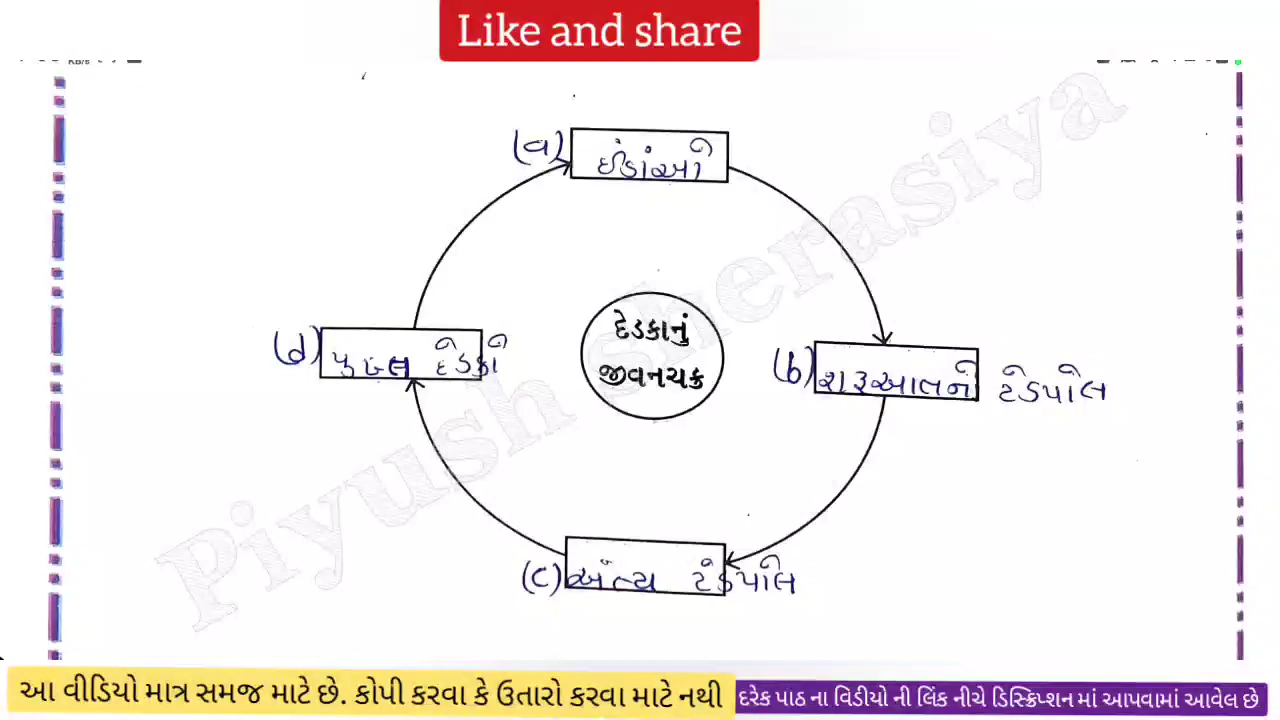 Like and share
KB/s
(a) ઈંડાંઓ
દેડકાનું
જીવનચક્ર
(d) પુખ્ત દેડકો
(b) શરૂઆતનો ટેડપોલ
(c) અંત્ય ટેડપોલ
Piyush Sherasiya
આ વીડિયો માત્ર સમજ માટે છે. કોપી કરવા કે ઉતારો કરવા માટે નથી
દરેક પાઠ ના વિડીયો ની લિંક નીચે ડિસ્ક્રિપ્શન માં આપવામાં આવેલ છે